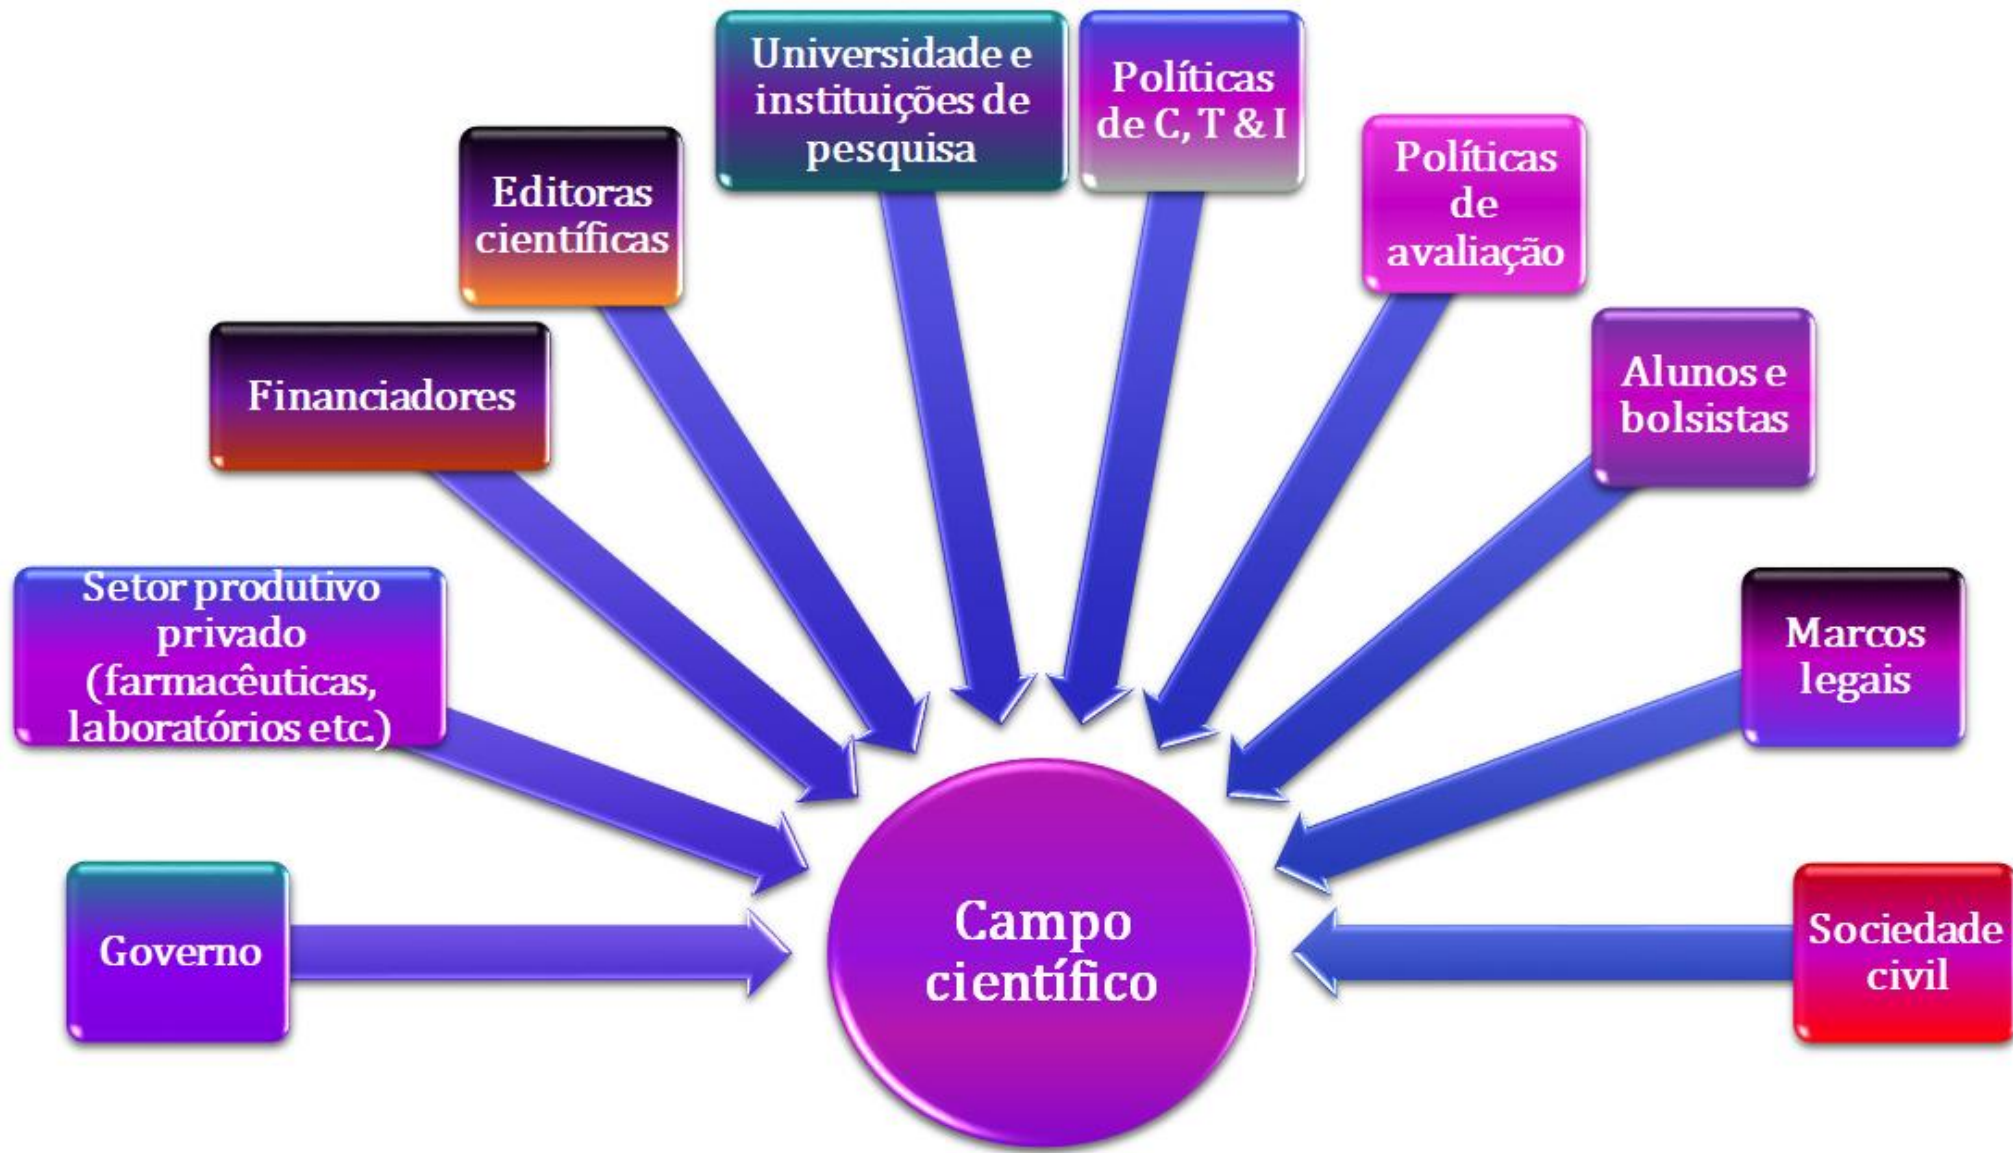 Universidade e
instituições de
pesquisa
Políticas
de C, T & I
Políticas
de
avaliação
Editoras
científicas
Financiadores
Alunos e
bolsistas
Setor produtivo
privado
(farmacêuticas,
laboratórios etc.)
Marcos
legais
Governo
Campo
científico
Sociedade
civil